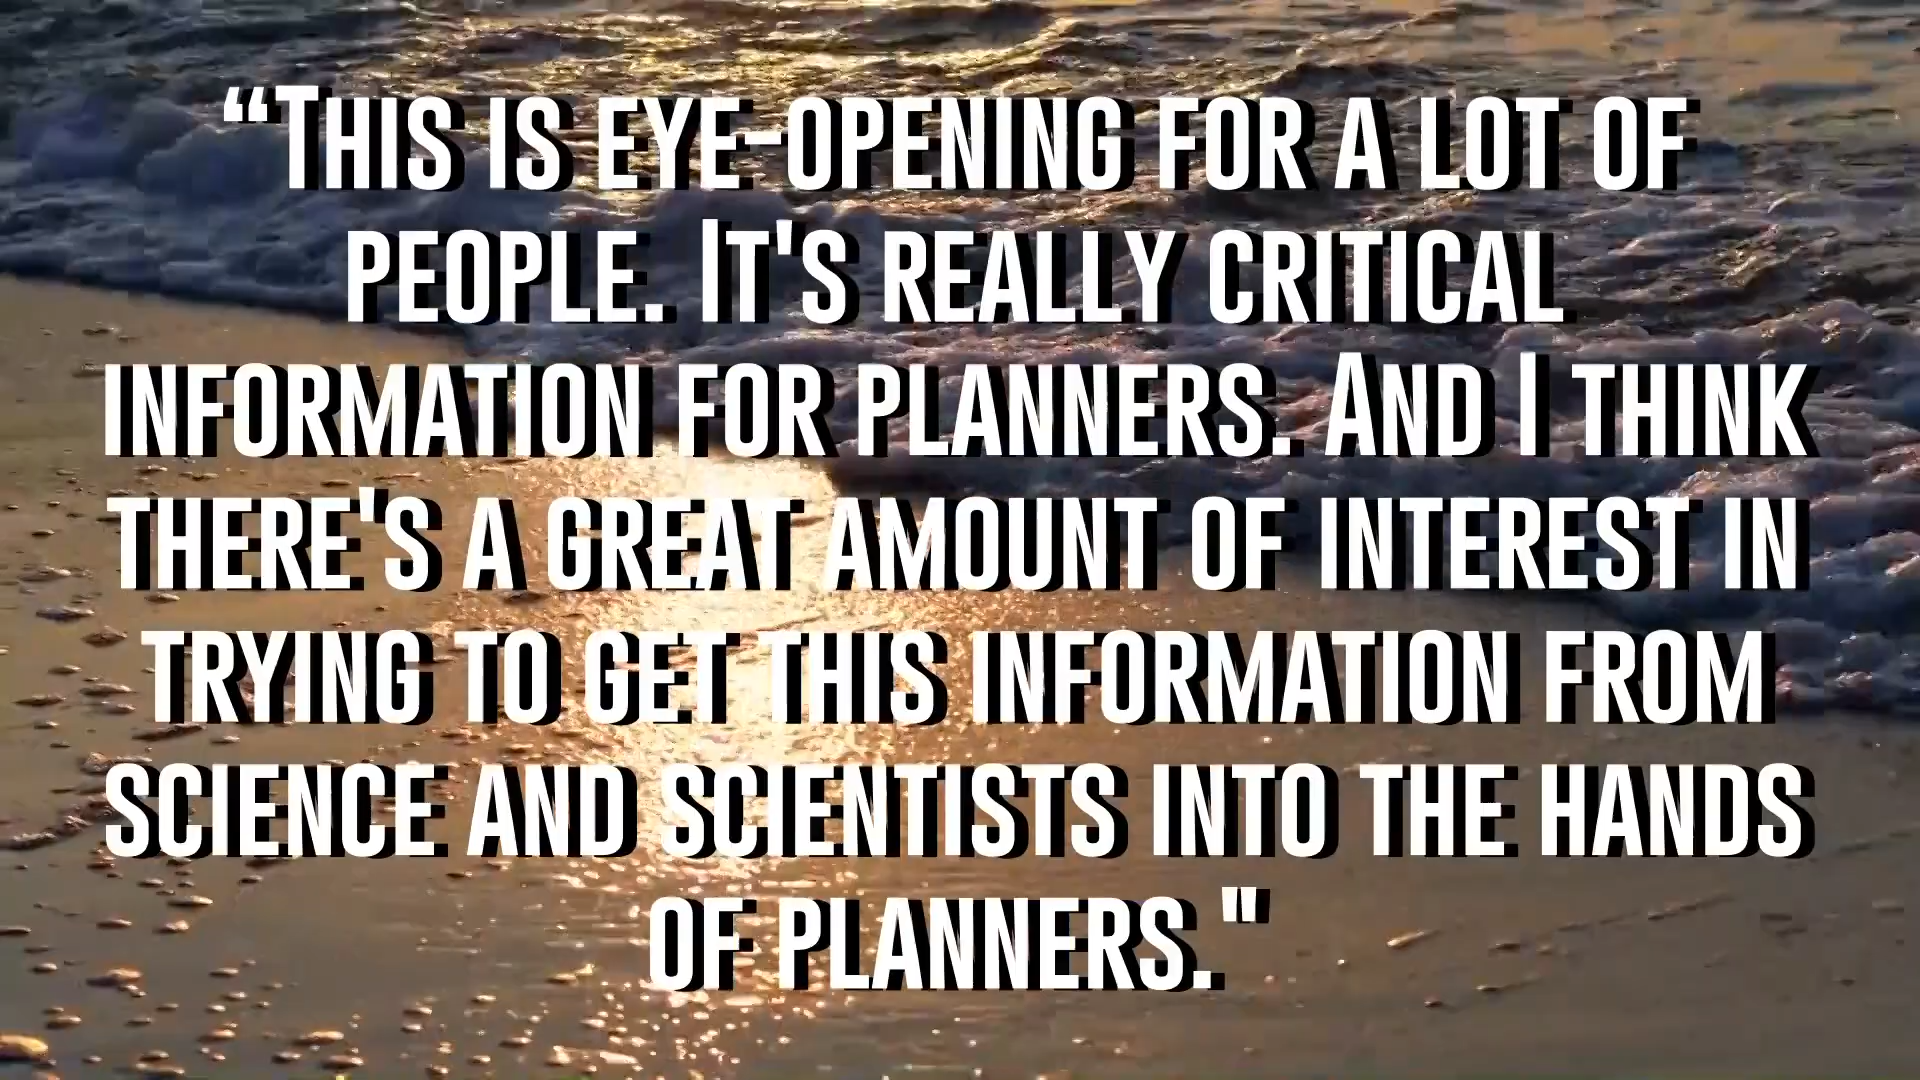 “This is eye-opening for a lot of
people. It's really critical
information for planners. And I think
there's a great amount of interest in
trying to get this information from
science and scientists into the hands
of planners."